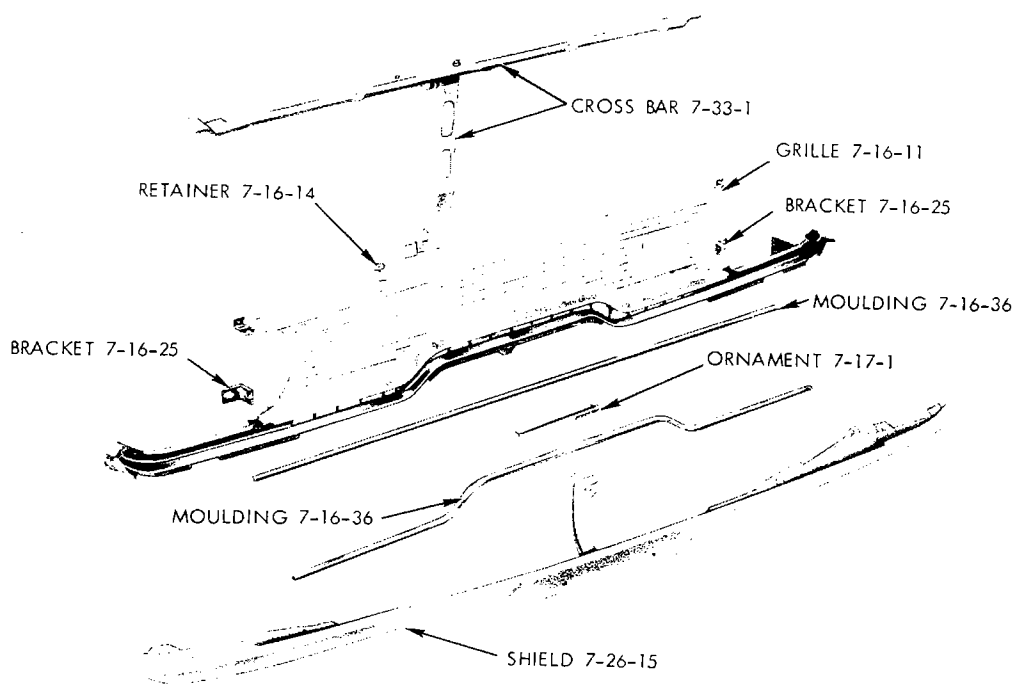 CROSS BAR 7-33-1
GRILLE 7-16-11
RETAINER 7-16-14
BRACKET 7-16-25
MOULDING 7-16-36
BRACKET 7-16-25
ORNAMENT 7-17-1
MOULDING 7-16-36
SHIELD 7-26-15